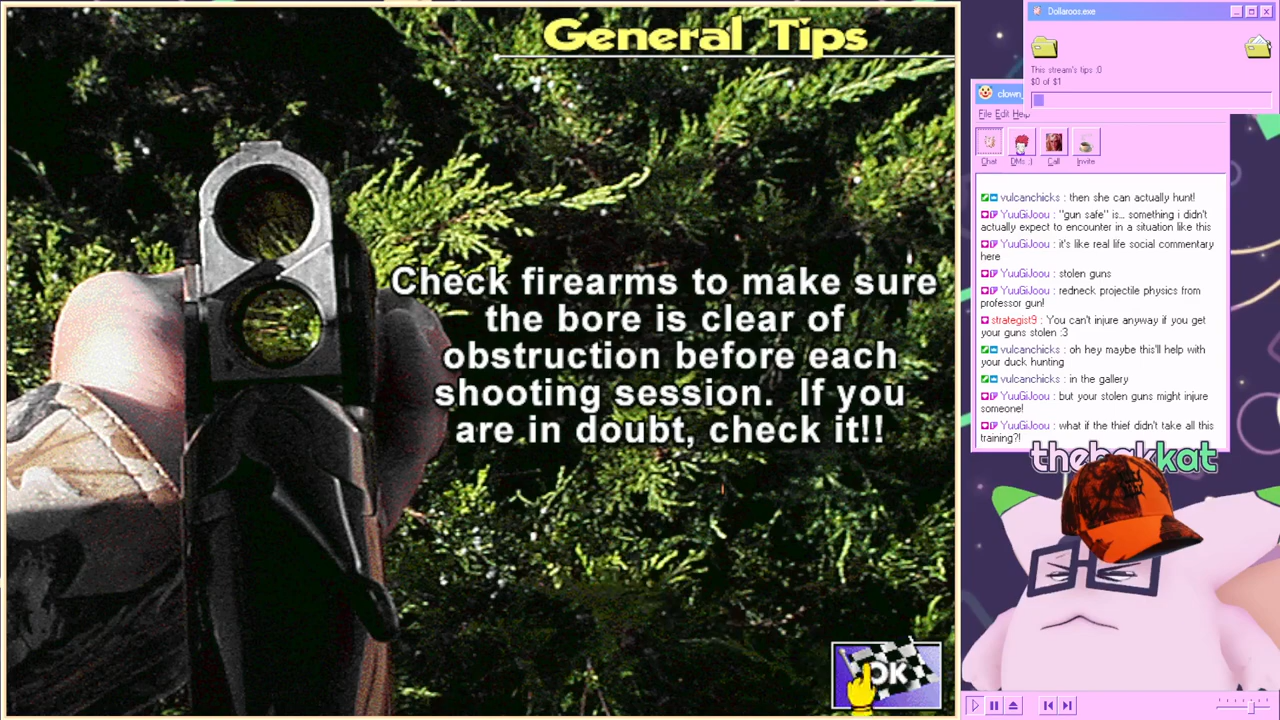 General Tips
Check firearms to make sure
the bore is clear of
obstruction before each
shooting session.  If you
are in doubt, check it!!
OK
Dollaroos.exe
This stream's tips :0
$0 of $1
clown_
File Edit Help
Chat
DMs ;)
Call
Invite
vulcanchicks : then she can actually hunt!
YuuGiJoou : "gun safe" is... something i didn't
actually expect to encounter in a situation like this
YuuGiJoou : it's like real life social commentary
here
YuuGiJoou : stolen guns
YuuGiJoou : redneck projectile physics from
professor gun!
strategist9 : You can't injure anyway if you get
your guns stolen :3
vulcanchicks : oh hey maybe this'll help with
your duck hunting
vulcanchicks : in the gallery
YuuGiJoou : but your stolen guns might injure
someone!
YuuGiJoou : what if the thief didn't take all this
training?!
kat